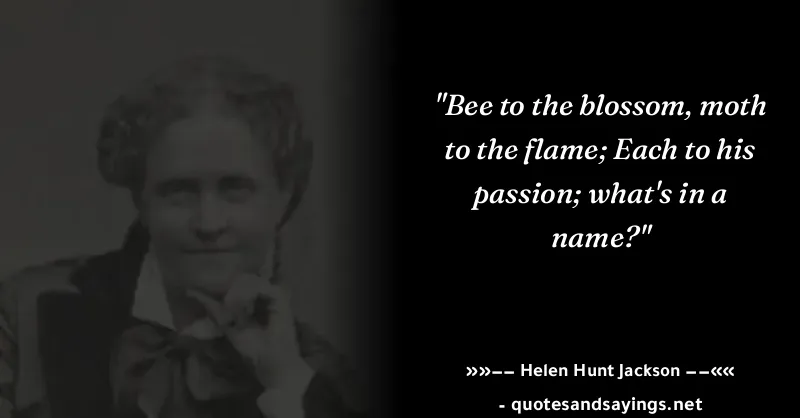 "Bee to the blossom, moth
to the flame; Each to his
passion; what's in a
name?"
»»−− Helen Hunt Jackson −−««
- quotesandsayings.net